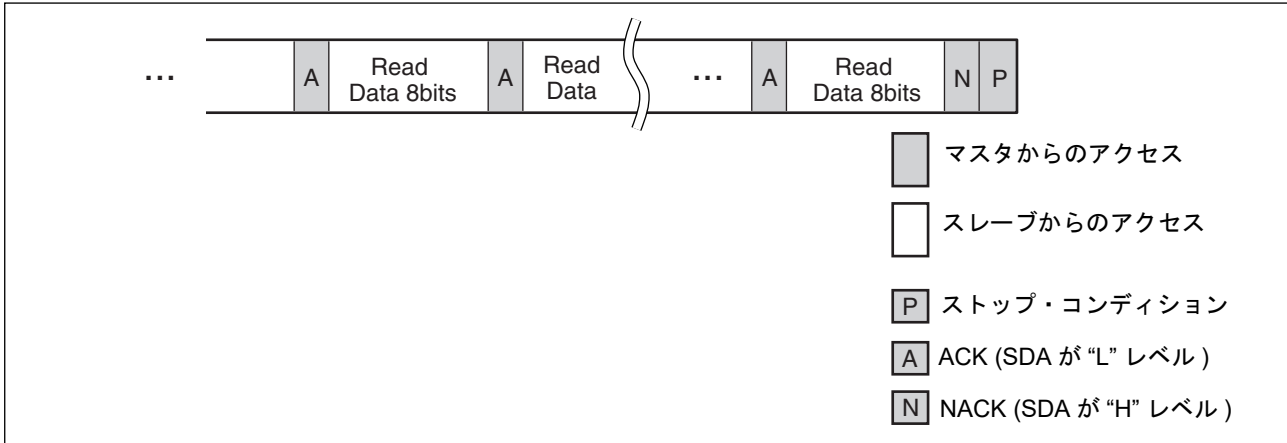 ... A Read Data 8bits A Read Data ... A Read Data 8bits N P
マスタからのアクセス
スレーブからのアクセス
P ストップ・コンディション
A ACK (SDA が “L” レベル )
N NACK (SDA が “H” レベル )